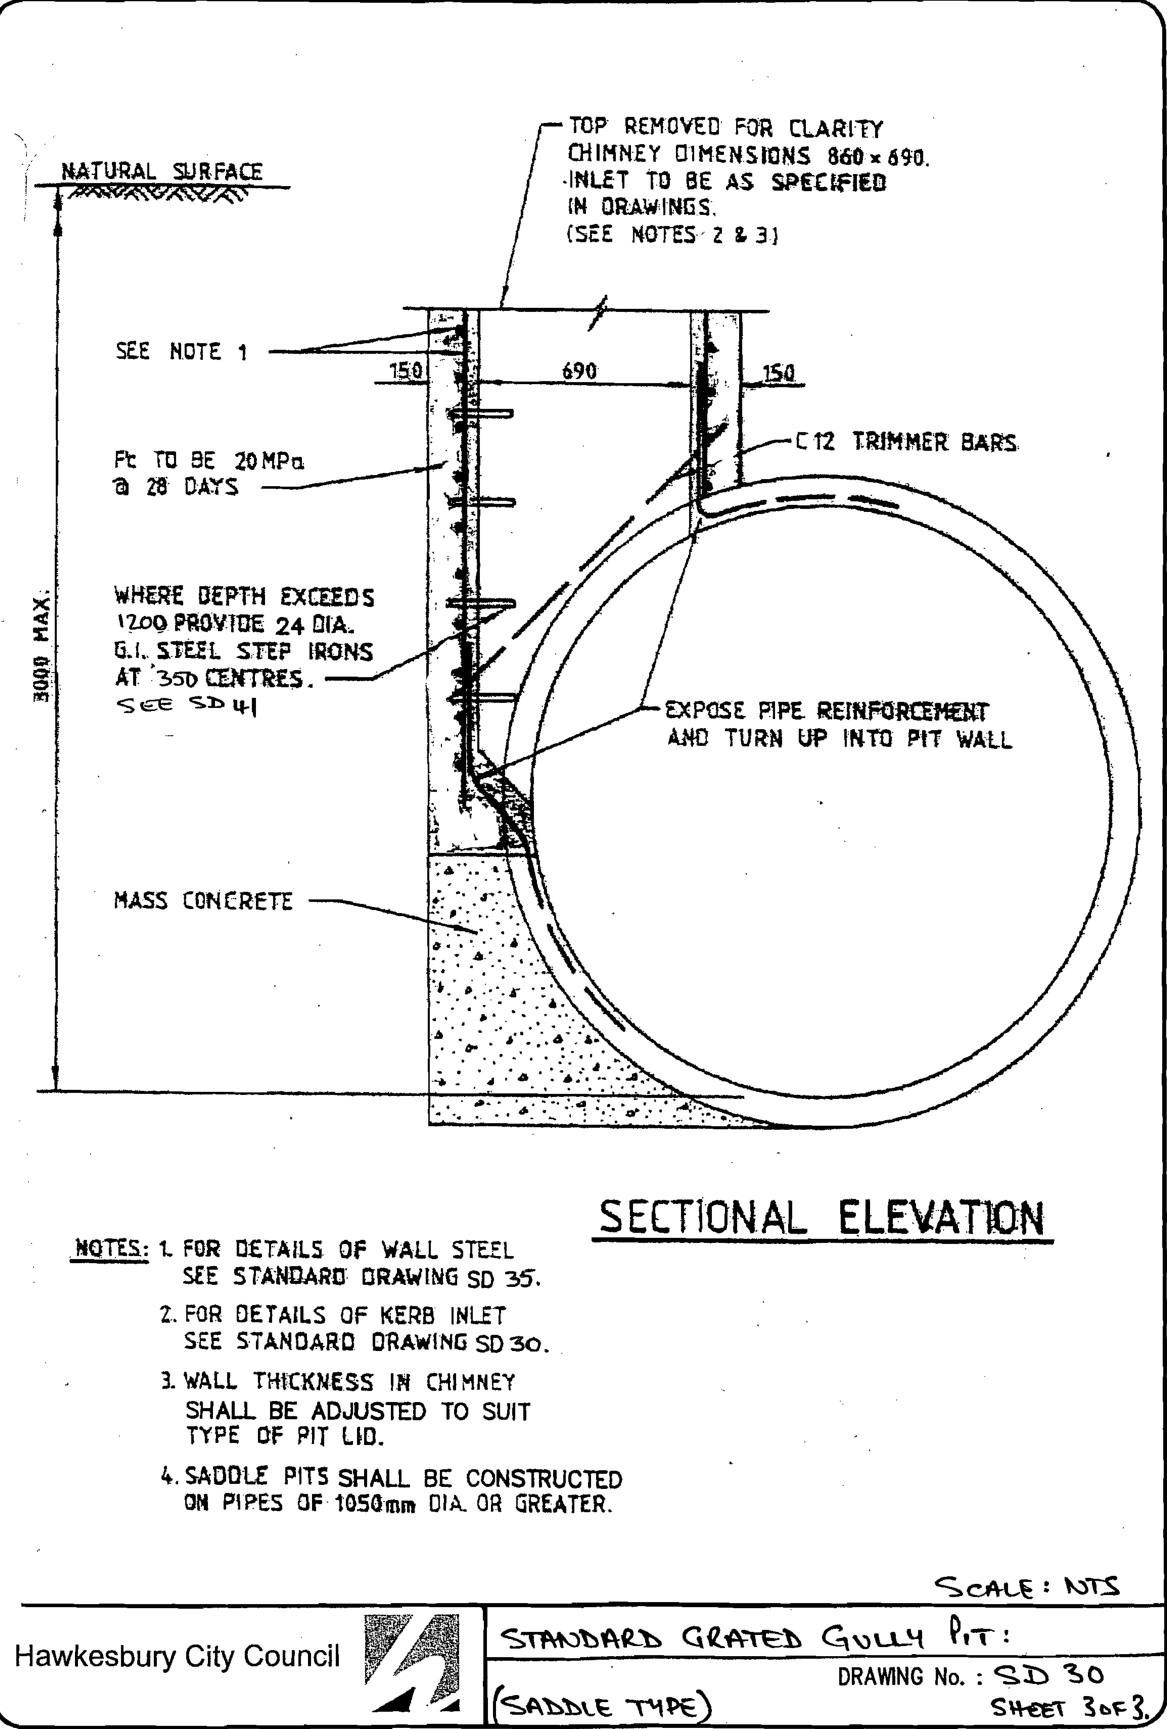 TOP REMOVED FOR CLARITY
CHIMNEY DIMENSIONS 860 × 690.
INLET TO BE AS SPECIFIED
IN DRAWINGS.
(SEE NOTES 2 & 3)
NATURAL SURFACE
SEE NOTE 1
150
690
150
C12 TRIMMER BARS
F'c TO BE 20 MPa
@ 28 DAYS
WHERE DEPTH EXCEEDS
1200 PROVIDE 24 DIA.
G.I. STEEL STEP IRONS
AT 350 CENTRES.
SEE SD 41
3000 MAX.
EXPOSE PIPE REINFORCEMENT
AND TURN UP INTO PIT WALL
MASS CONCRETE
SECTIONAL ELEVATION
NOTES: 1. FOR DETAILS OF WALL STEEL
SEE STANDARD DRAWING SD 35.
2. FOR DETAILS OF KERB INLET
SEE STANDARD DRAWING SD 30.
3. WALL THICKNESS IN CHIMNEY
SHALL BE ADJUSTED TO SUIT
TYPE OF PIT LID.
4. SADDLE PITS SHALL BE CONSTRUCTED
ON PIPES OF 1050mm DIA. OR GREATER.
SCALE: NTS
Hawkesbury City Council
STANDARD GRATED GULLY PIT:
(SADDLE TYPE)
DRAWING No. : SD 30
SHEET 3 OF 3.